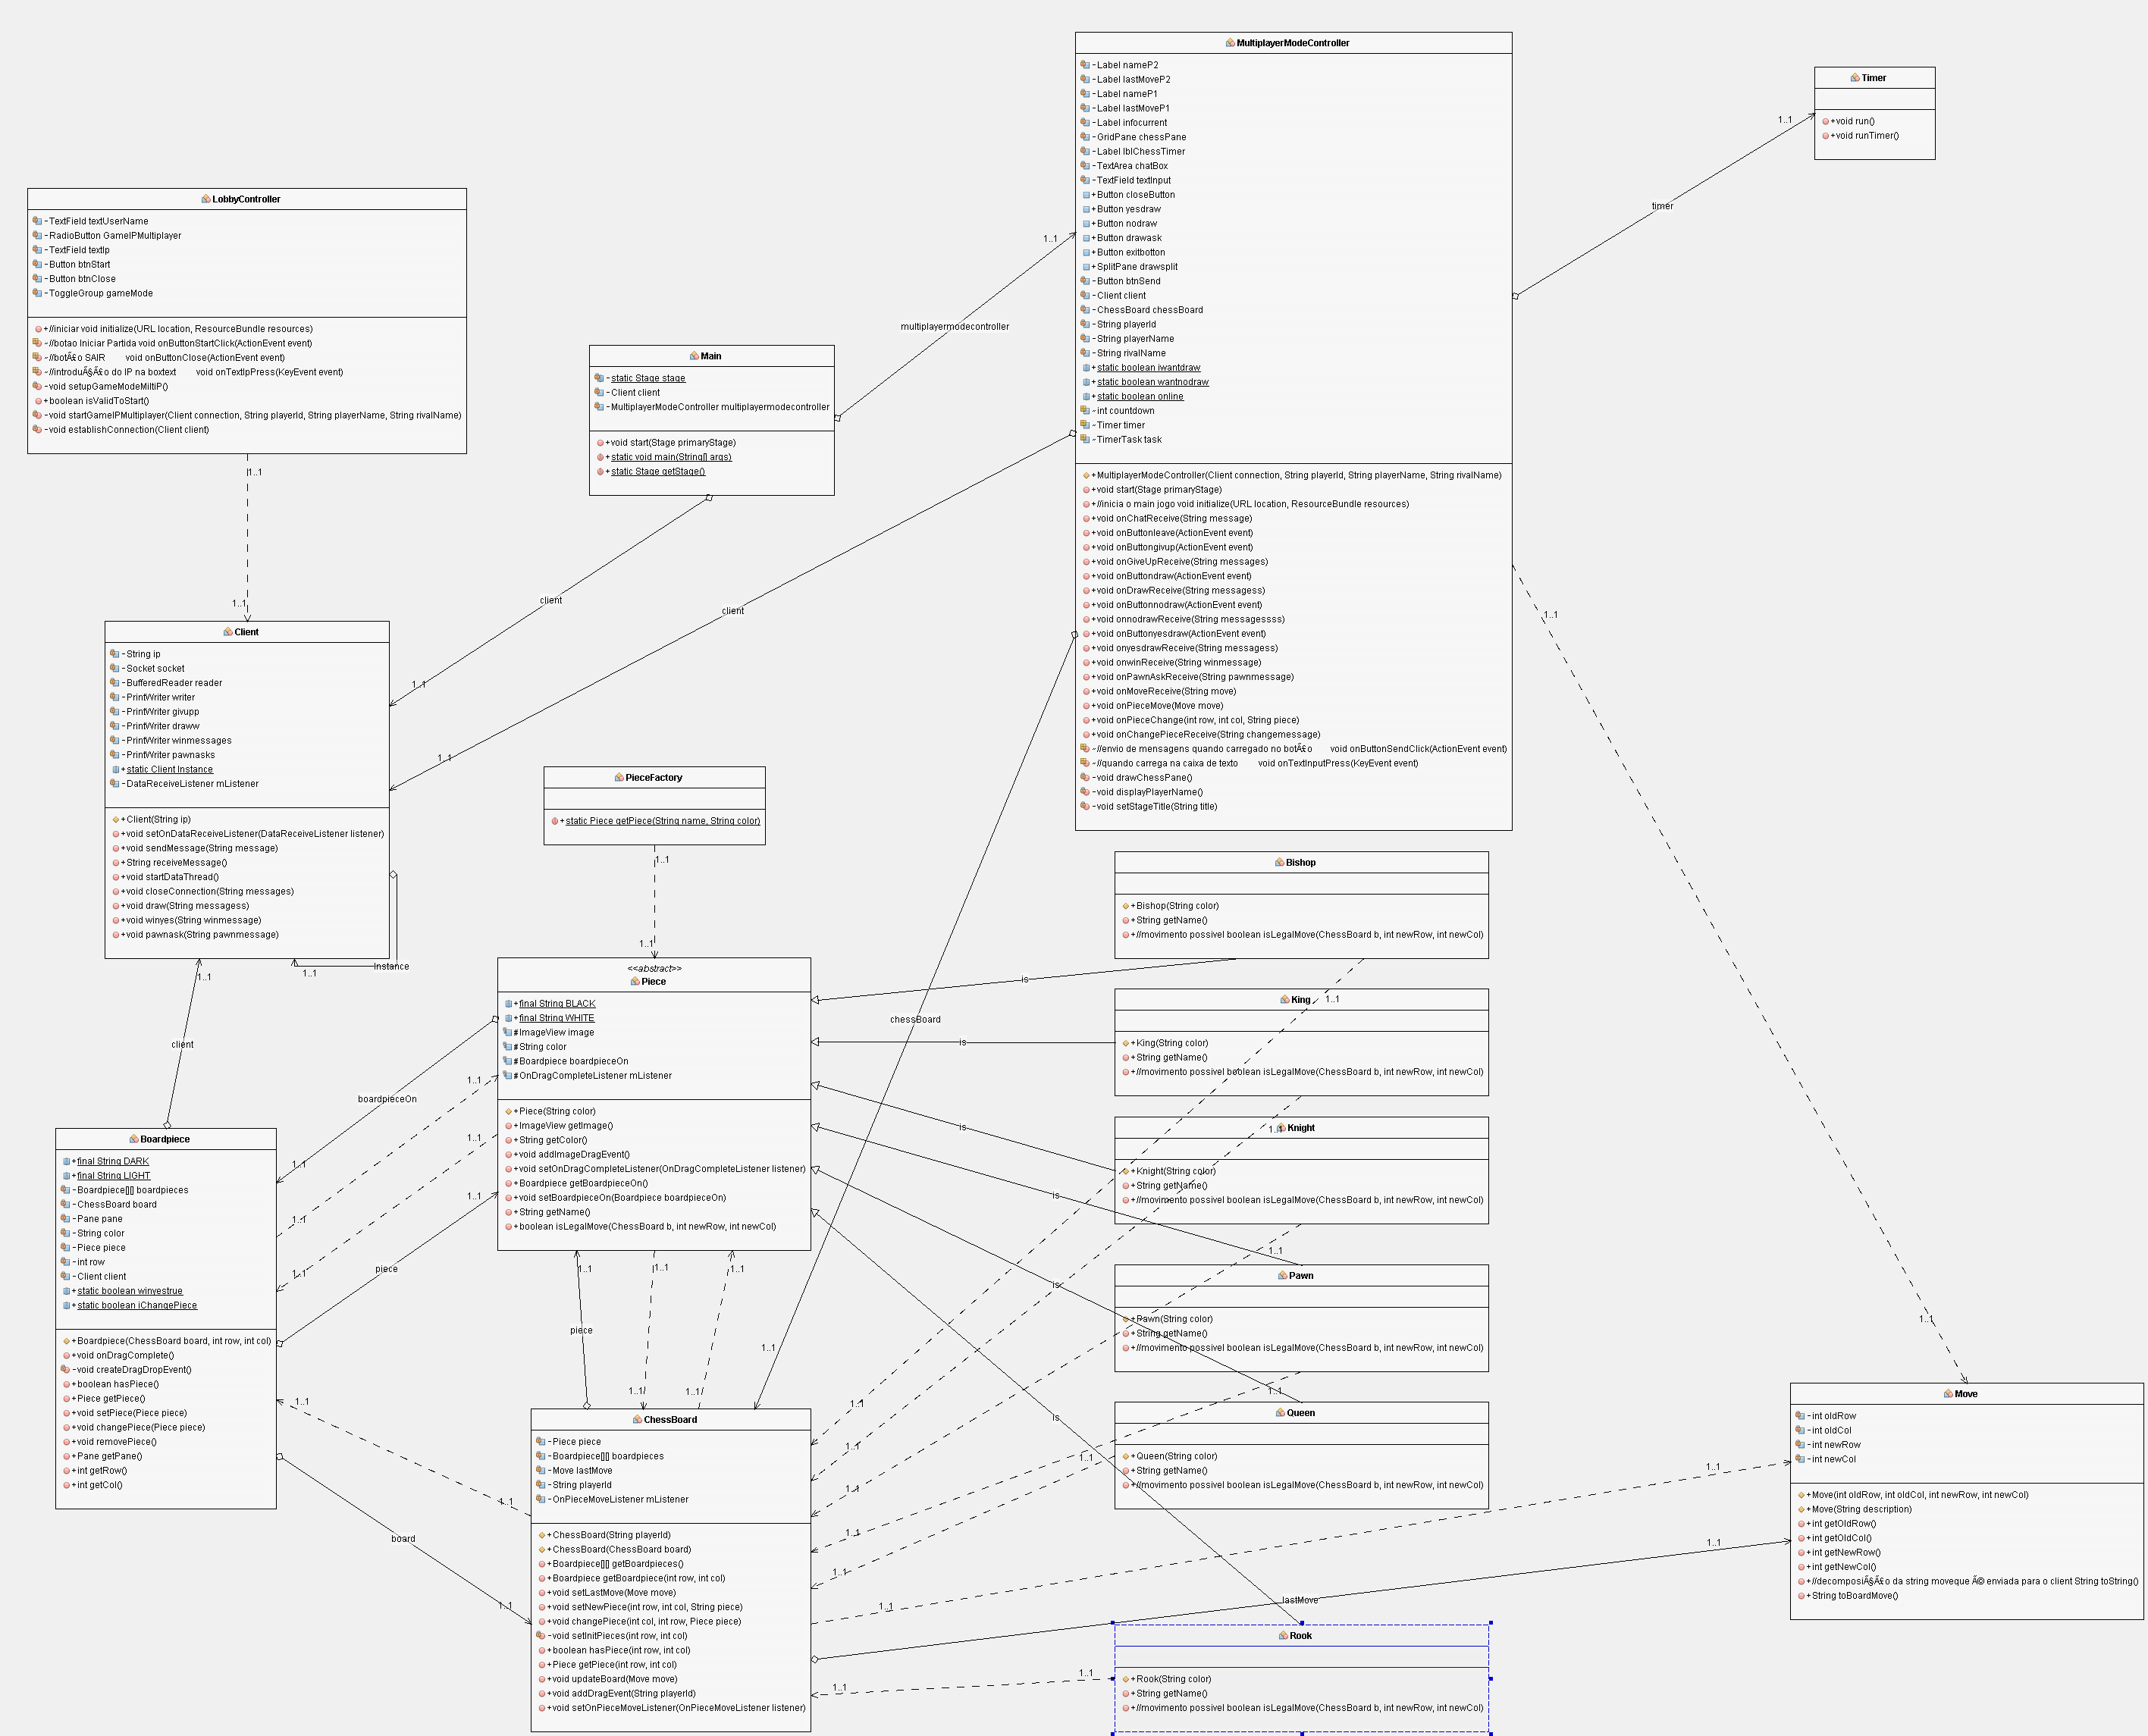 MultiplayerModeController
-Label nameP2
-Label lastMoveP2
-Label nameP1
-Label lastMoveP1
-Label infocurrent
-GridPane chessPane
-Label lblChessTimer
-TextArea chatBox
-TextField textInput
+Button closeButton
+Button yesdraw
+Button nodraw
+Button drawask
+Button exitbotton
+SplitPane drawsplit
-Button btnSend
-Client client
-ChessBoard chessBoard
-String playerId
-String playerName
-String rivalName
+static boolean iwantdraw
+static boolean wantnodraw
+static boolean online
~int countdown
~Timer timer
~TimerTask task
+MultiplayerModeController(Client connection, String playerId, String playerName, String rivalName)
+void start(Stage primaryStage)
+//inicia o main jogo void initialize(URL location, ResourceBundle resources)
+void onChatReceive(String message)
+void onButtonleave(ActionEvent event)
+void onButtongivup(ActionEvent event)
+void onGiveUpReceive(String messages)
+void onButtondraw(ActionEvent event)
+void onDrawReceive(String messagess)
+void onButtonnodraw(ActionEvent event)
+void onnodrawReceive(String messagessss)
+void onButtonyesdraw(ActionEvent event)
+void onyesdrawReceive(String messagess)
+void onwinReceive(String winmessage)
+void onPawnAskReceive(String pawnmessage)
+void onMoveReceive(String move)
+void onPieceMove(Move move)
+void onPieceChange(int row, int col, String piece)
+void onChangePieceReceive(String changemessage)
~//envio de mensagens quando carregado no botÃ£o void onButtonSendClick(ActionEvent event)
~//quando carrega na caixa de texto void onTextInputPress(KeyEvent event)
-void drawChessPane()
-void displayPlayerName()
-void setStageTitle(String title)
Timer
+void run()
+void runTimer()
1..1
timer
LobbyController
-TextField textUserName
-RadioButton GameIPMultiplayer
-TextField textIp
-Button btnStart
-Button btnClose
-ToggleGroup gameMode
+//iniciar void initialize(URL location, ResourceBundle resources)
~//botao Iniciar Partida void onButtonStartClick(ActionEvent event)
~//botÃ£o SAIR void onButtonClose(ActionEvent event)
~//introduÃ§Ã£o do IP na boxtext void onTextIpPress(KeyEvent event)
-void setupGameModeMiltiP()
+boolean isValidToStart()
-void startGameIPMultiplayer(Client connection, String playerId, String playerName, String rivalName)
-void establishConnection(Client client)
1..1
1..1
1..1
multiplayermodecontroller
Main
-static Stage stage
-Client client
-MultiplayerModeController multiplayermodecontroller
+void start(Stage primaryStage)
+static void main(String[] args)
+static Stage getStage()
client
1..1
client
1..1
Client
-String ip
-Socket socket
-BufferedReader reader
-PrintWriter writer
-PrintWriter givupp
-PrintWriter draww
-PrintWriter winmessages
-PrintWriter pawnasks
+static Client Instance
-DataReceiveListener mListener
+Client(String ip)
+void setOnDataReceiveListener(DataReceiveListener listener)
+void sendMessage(String message)
+String receiveMessage()
+void startDataThread()
+void closeConnection(String messages)
+void draw(String messagess)
+void winyes(String winmessage)
+void pawnask(String pawnmessage)
1..1
1..1
Instance
client
PieceFactory
+static Piece getPiece(String name, String color)
1..1
1..1
<<abstract>>
Piece
+final String BLACK
+final String WHITE
#ImageView image
#String color
#Boardpiece boardpieceOn
#OnDragCompleteListener mListener
+Piece(String color)
+ImageView getImage()
+String getColor()
+void addImageDragEvent()
+void setOnDragCompleteListener(OnDragCompleteListener listener)
+Boardpiece getBoardpieceOn()
+void setBoardpieceOn(Boardpiece boardpieceOn)
+String getName()
+boolean isLegalMove(ChessBoard b, int newRow, int newCol)
boardpieceOn
1..1
1..1
1..1
1..1
1..1
1..1
piece
Boardpiece
+final String DARK
+final String LIGHT
-Boardpiece[][] boardpieces
-ChessBoard board
-Pane pane
-String color
-Piece piece
-int row
-Client client
+static boolean winyestrue
+static boolean iChangePiece
+Boardpiece(ChessBoard board, int row, int col)
+void onDragComplete()
-void createDragDropEvent()
+boolean hasPiece()
+Piece getPiece()
+void setPiece(Piece piece)
+void changePiece(Piece piece)
+void removePiece()
+Pane getPane()
+int getRow()
+int getCol()
1..1
1..1
board
1..1
1..1
piece
1..1
1..1
1..1
1..1
chessBoard
1..1
ChessBoard
-Piece piece
-Boardpiece[][] boardpieces
-Move lastMove
-String playerId
-OnPieceMoveListener mListener
+ChessBoard(String playerId)
+ChessBoard(ChessBoard board)
+Boardpiece[][] getBoardpieces()
+Boardpiece getBoardpiece(int row, int col)
+void setLastMove(Move move)
+void setNewPiece(int row, int col, String piece)
+void changePiece(int col, int row, Piece piece)
-void setInitPieces(int row, int col)
+boolean hasPiece(int row, int col)
+Piece getPiece(int row, int col)
+void updateBoard(Move move)
+void addDragEvent(String playerId)
+void setOnPieceMoveListener(OnPieceMoveListener listener)
Bishop
+Bishop(String color)
+String getName()
+//movimento possivel boolean isLegalMove(ChessBoard b, int newRow, int newCol)
is
1..1
King
+King(String color)
+String getName()
+//movimento possivel boolean isLegalMove(ChessBoard b, int newRow, int newCol)
is
1..1
Knight
+Knight(String color)
+String getName()
+//movimento possivel boolean isLegalMove(ChessBoard b, int newRow, int newCol)
is
1..1
Pawn
+Pawn(String color)
+String getName()
+//movimento possivel boolean isLegalMove(ChessBoard b, int newRow, int newCol)
is
1..1
Queen
+Queen(String color)
+String getName()
+//movimento possivel boolean isLegalMove(ChessBoard b, int newRow, int newCol)
is
1..1
Rook
+Rook(String color)
+String getName()
+//movimento possivel boolean isLegalMove(ChessBoard b, int newRow, int newCol)
is
1..1
1..1
1..1
1..1
1..1
1..1
1..1
1..1
1..1
lastMove
1..1
1..1
1..1
Move
-int oldRow
-int oldCol
-int newRow
-int newCol
+Move(int oldRow, int oldCol, int newRow, int newCol)
+Move(String description)
+int getOldRow()
+int getOldCol()
+int getNewRow()
+int getNewCol()
+//decomposiÃ§Ã£o da string moveque Ã© enviada para o client String toString()
+String toBoardMove()